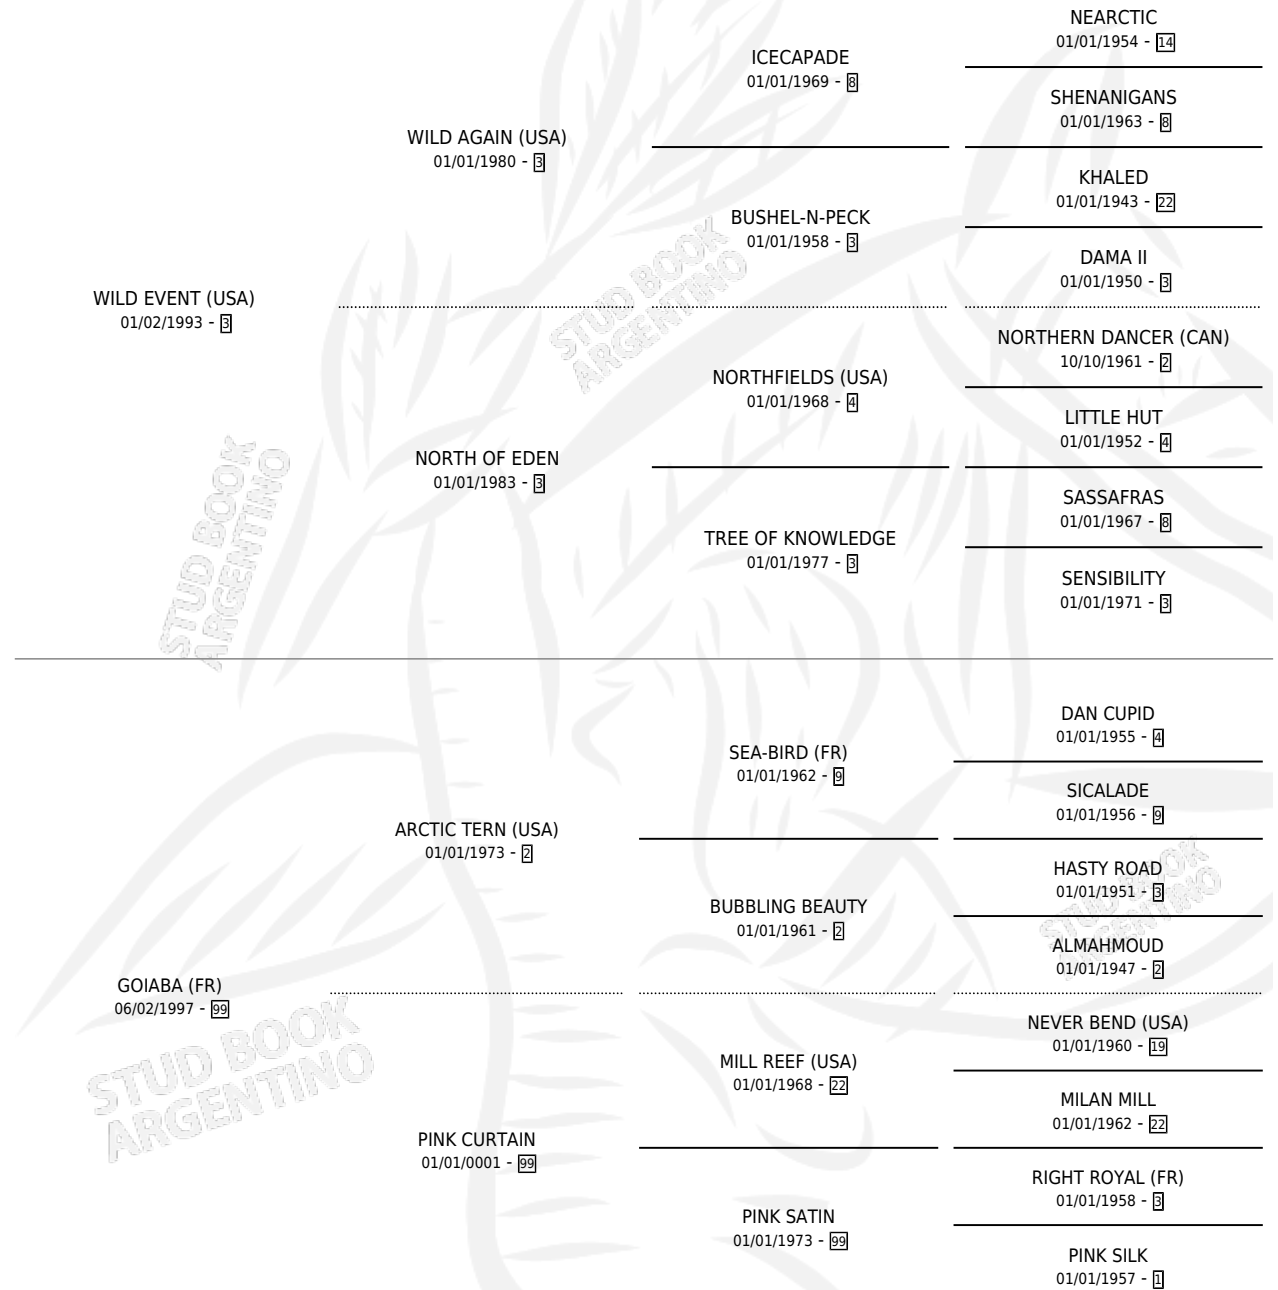 WILD EVENT (USA)
01/02/1993 - 3
WILD AGAIN (USA)
01/01/1980 - 3
NORTH OF EDEN
01/01/1983 - 3
ICECAPADE
01/01/1969 - 8
BUSHEL-N-PECK
01/01/1958 - 3
NORTHFIELDS (USA)
01/01/1968 - 4
TREE OF KNOWLEDGE
01/01/1977 - 3
NEARCTIC
01/01/1954 - 14
SHENANIGANS
01/01/1963 - 8
KHALED
01/01/1943 - 22
DAMA II
01/01/1950 - 3
NORTHERN DANCER (CAN)
10/10/1961 - 2
LITTLE HUT
01/01/1952 - 4
SASSAFRAS
01/01/1967 - 8
SENSIBILITY
01/01/1971 - 3
GOIABA (FR)
06/02/1997 - 99
ARCTIC TERN (USA)
01/01/1973 - 2
PINK CURTAIN
01/01/0001 - 99
SEA-BIRD (FR)
01/01/1962 - 9
BUBBLING BEAUTY
01/01/1961 - 2
MILL REEF (USA)
01/01/1968 - 22
PINK SATIN
01/01/1973 - 99
DAN CUPID
01/01/1955 - 4
SICALADE
01/01/1956 - 9
HASTY ROAD
01/01/1951 - 3
ALMAHMOUD
01/01/1947 - 2
NEVER BEND (USA)
01/01/1960 - 19
MILAN MILL
01/01/1962 - 22
RIGHT ROYAL (FR)
01/01/1958 - 3
PINK SILK
01/01/1957 - 1
STUD BOOK
ARGENTINO
STUD BOOK
ARGENTINO
STUD BOOK
ARGENTINO
STUD BOOK
ARGENTINO